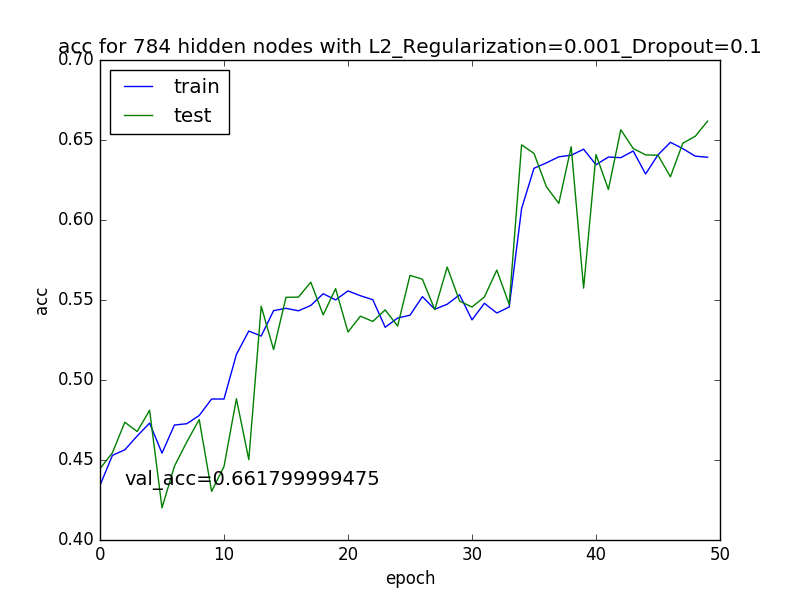 acc for 784 hidden nodes with L2_Regularization=0.001_Dropout=0.1
0.70
train
test
0.65
0.60
0.55
acc
0.50
0.45
val_acc=0.661799999475
0.40
0 10 20 30 40 50
epoch